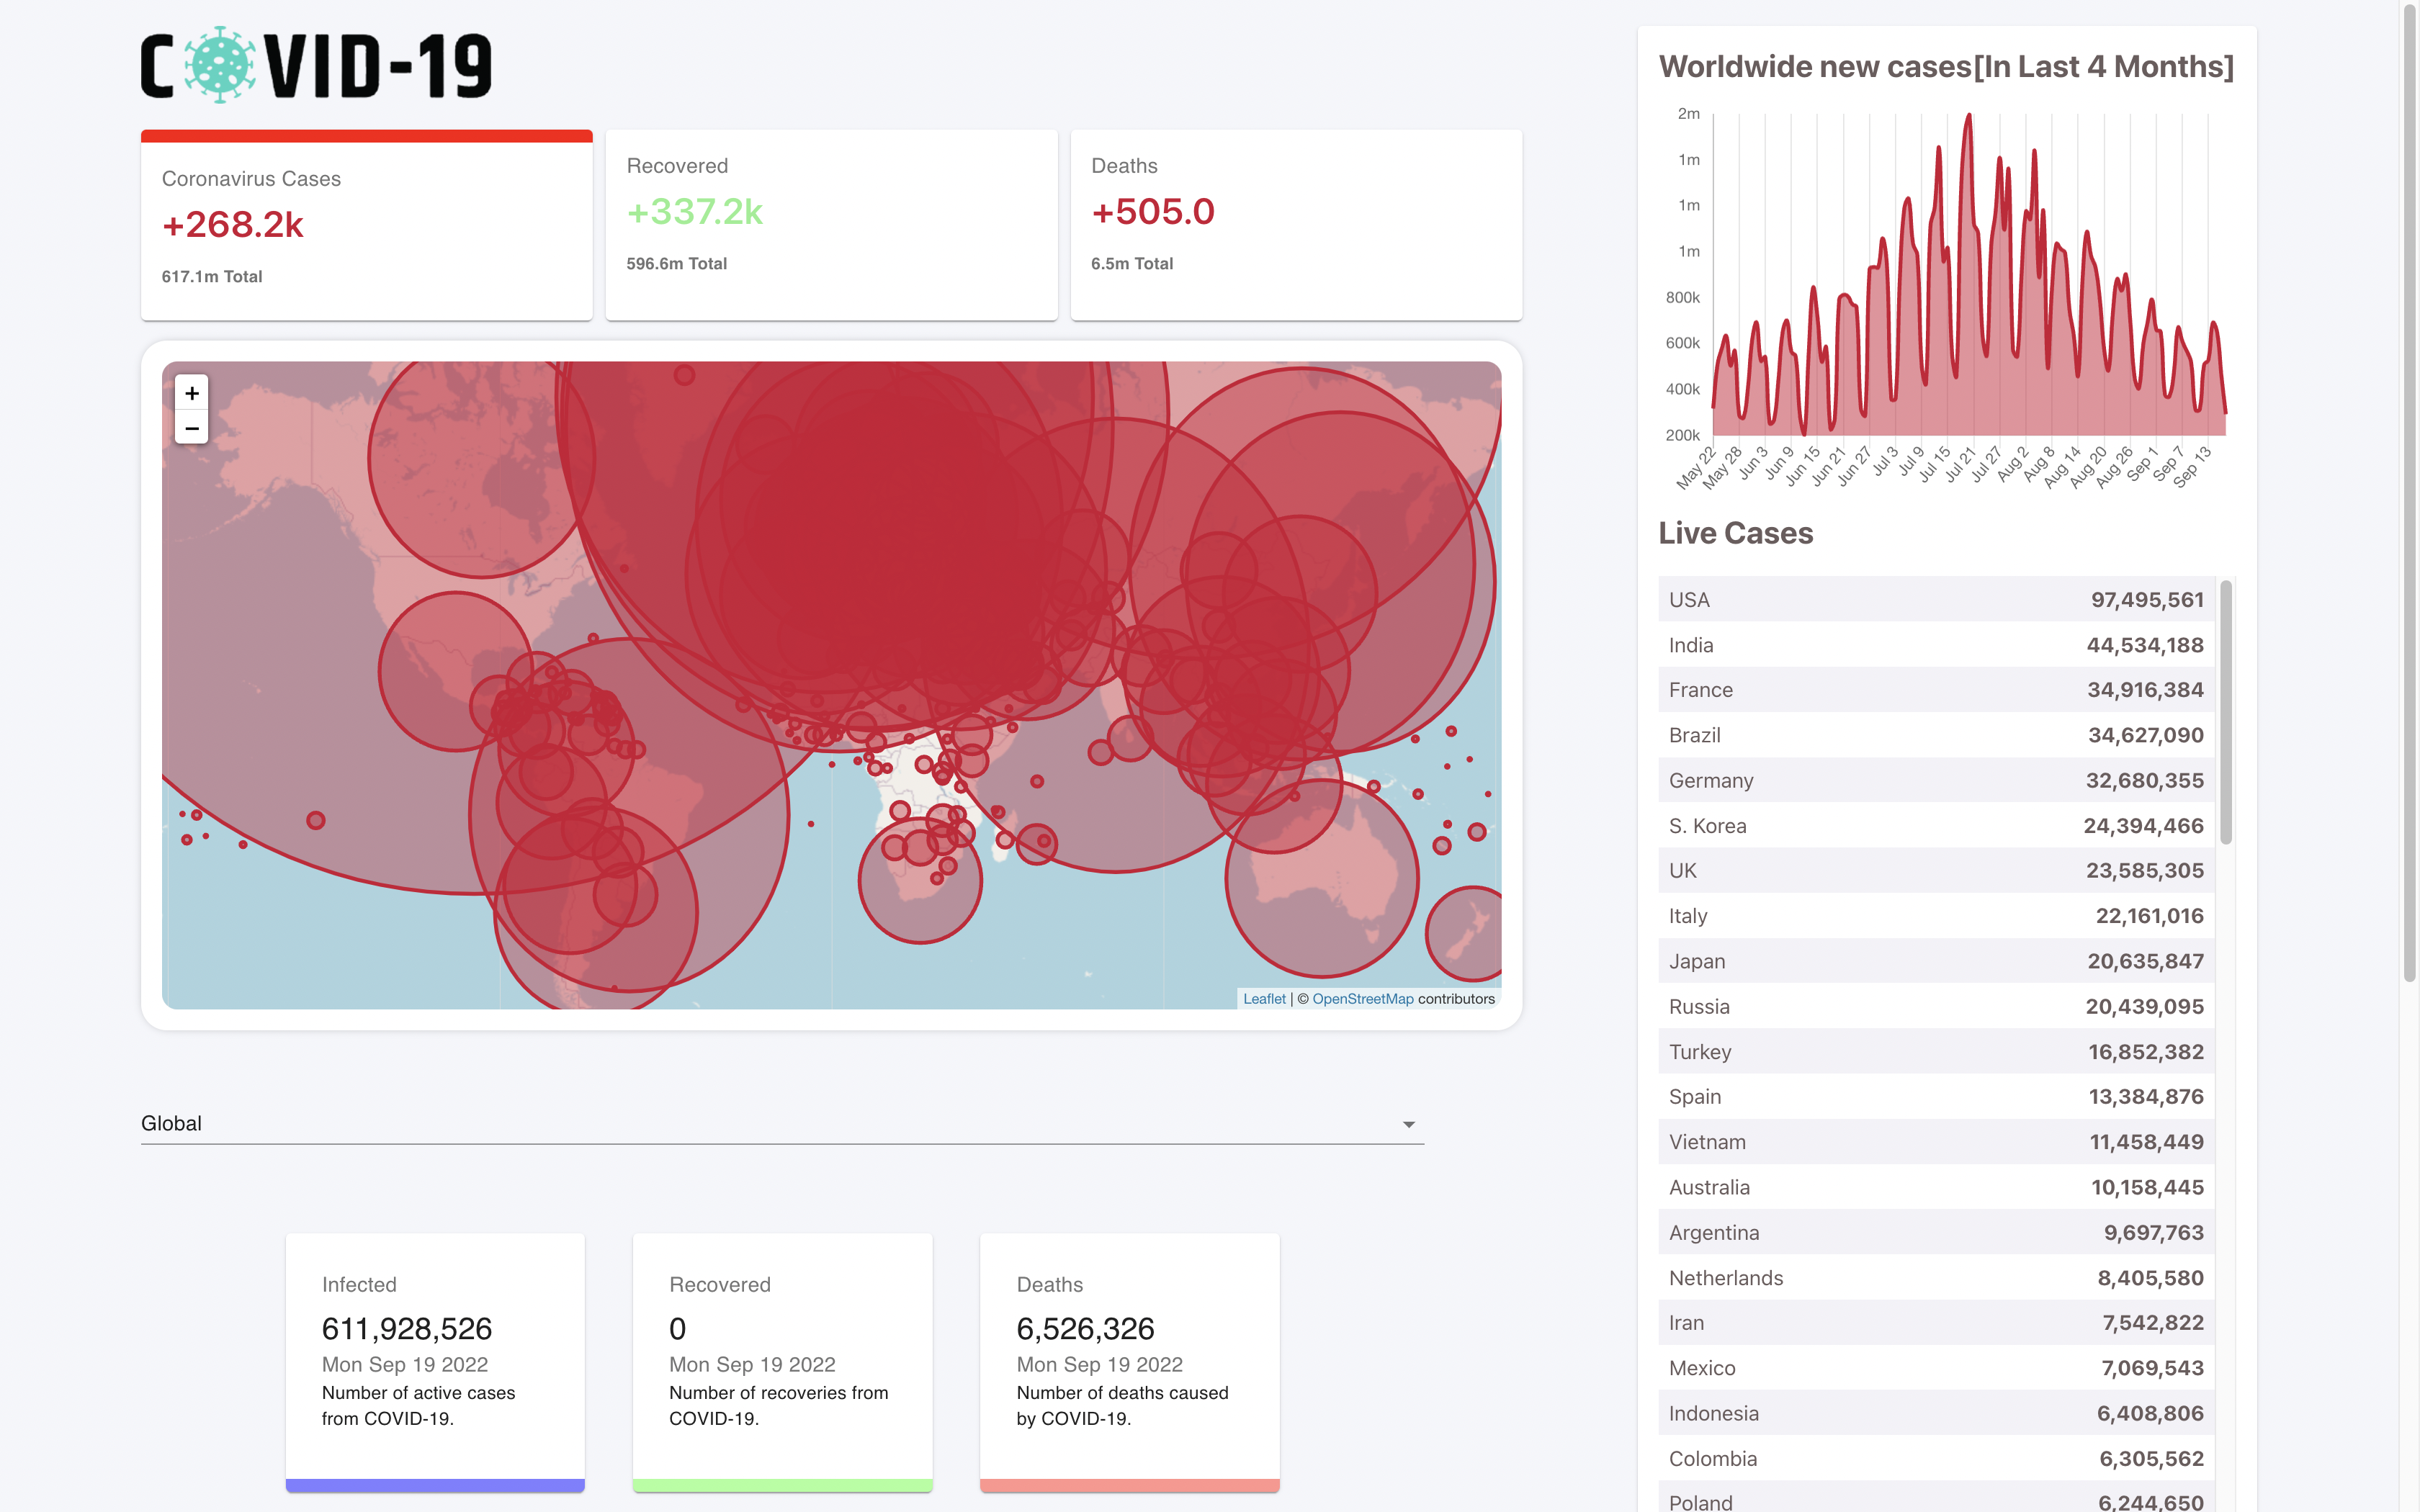 COVID-19
Coronavirus Cases
+268.2k
617.1m Total
Recovered
+337.2k
596.6m Total
Deaths
+505.0
6.5m Total
+
−
Leaflet | © OpenStreetMap contributors
Global
Infected
611,928,526
Mon Sep 19 2022
Number of active cases
from COVID-19.
Recovered
0
Mon Sep 19 2022
Number of recoveries from
COVID-19.
Deaths
6,526,326
Mon Sep 19 2022
Number of deaths caused
by COVID-19.
Worldwide new cases[In Last 4 Months]
2m
1m
1m
1m
800k
600k
400k
200k
May 22
May 28
Jun 3
Jun 9
Jun 15
Jun 21
Jun 27
Jul 3
Jul 9
Jul 15
Jul 21
Jul 27
Aug 2
Aug 8
Aug 14
Aug 20
Aug 26
Sep 1
Sep 7
Sep 13
Live Cases
USA 97,495,561
India 44,534,188
France 34,916,384
Brazil 34,627,090
Germany 32,680,355
S. Korea 24,394,466
UK 23,585,305
Italy 22,161,016
Japan 20,635,847
Russia 20,439,095
Turkey 16,852,382
Spain 13,384,876
Vietnam 11,458,449
Australia 10,158,445
Argentina 9,697,763
Netherlands 8,405,580
Iran 7,542,822
Mexico 7,069,543
Indonesia 6,408,806
Colombia 6,305,562
Poland 6,244,650